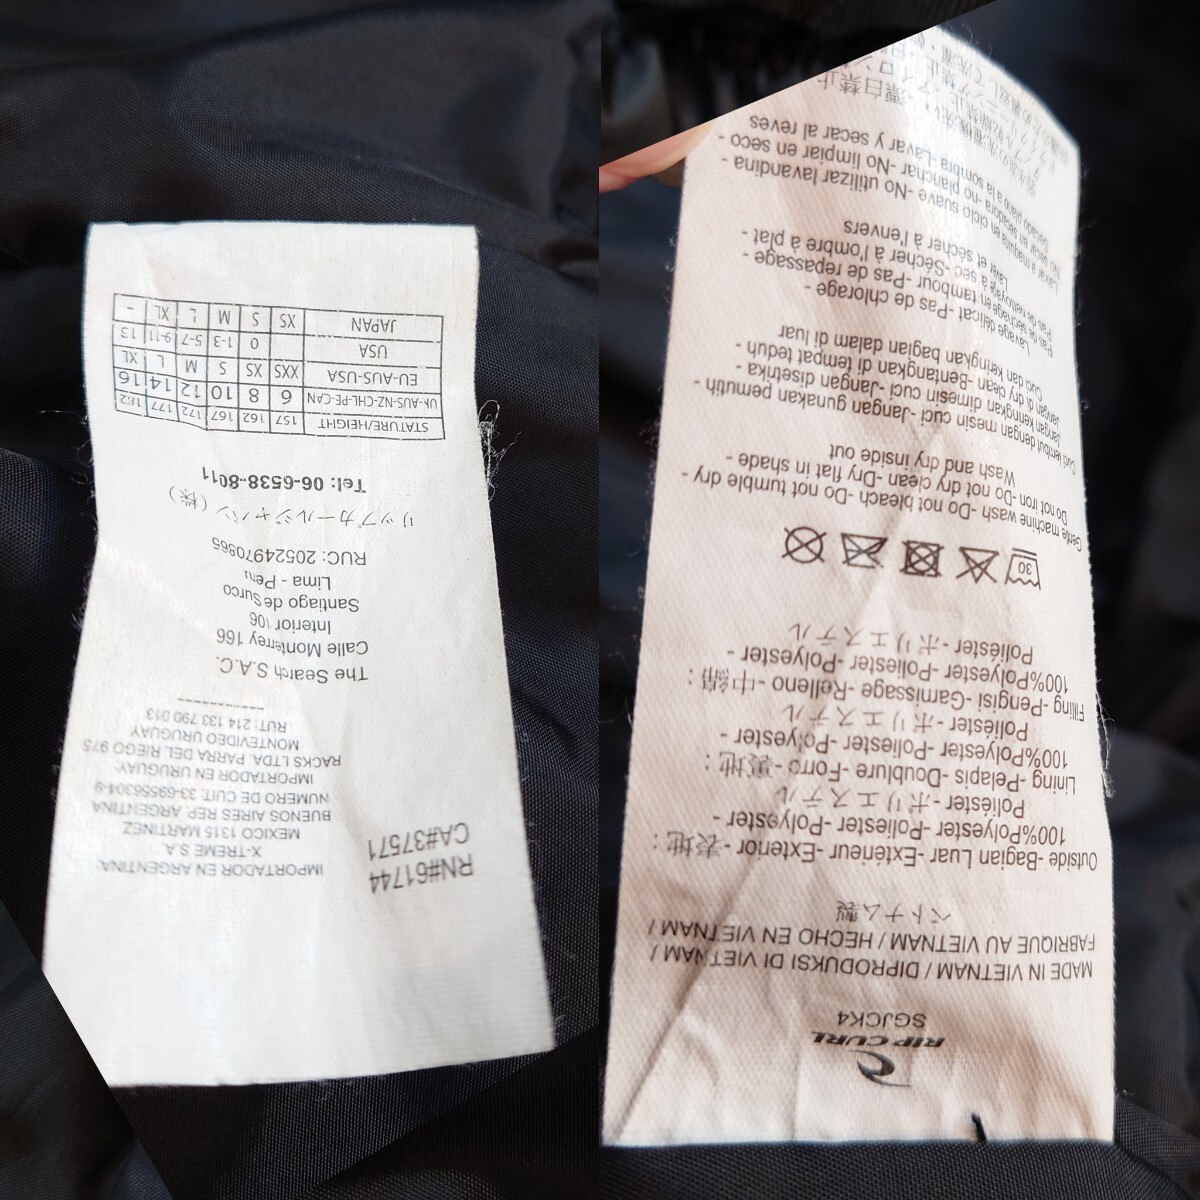 RN#61744
CA#37571
IMPORTADOR EN ARGENTINA:
X-TREME S.A.
MEXICO 1315 MARTINEZ
BUENOS AIRES REP. ARGENTINA
NUMERO DE CUIT: 33-69556304-9
IMPORTADOR EN URUGUAY:
RACKS LTDA. PARRA DEL RIEGO 975
MONTEVIDEO URUGUAY
RUT: 214 133 790 013
------------
The Search S.A.C.
Calle Monterrey 166
Interior 106
Santiago de Surco
Lima - Peru
RUC: 20524970865
リップカールジャパン（株）
Tel: 06-6538-8011
STATURE/HEIGHT 157 162 167 172 177 182
UK-AUS-NZ-CHL-PE-CAN 6 8 10 12 14 16
EU-AUS-USA XXS XS S M L XL
USA 0 1-3 5-7 9-11 13
JAPAN XS S M L XL -
RIP CURL
SGJCK4
MADE IN VIETNAM / DIPRODUKSI DI VIETNAM /
FABRIQUE AU VIETNAM / HECHO EN VIETNAM /
ベトナム製
Outside - Bagian Luar - Extérieur - Exterior - 表地：
100%Polyester - Poliester - Polyester -
Poliéster - ポリエステル
Lining - Pelapis - Doublure - Forro - 裏地：
100%Polyester - Poliester - Polyester -
Poliéster - ポリエステル
Filling - Pengisi - Garnissage - Relleno - 中綿：
100%Polyester - Poliester - Polyester -
Poliéster - ポリエステル
30
Gentle machine wash - Do not bleach - Do not tumble dry -
Do not iron - Do not dry clean - Dry flat in shade -
Wash and dry inside out
Cuci lembut dengan mesin cuci - Jangan gunakan pemutih -
Jangan keringkan dimesin cuci - Jangan disetrika -
Jangan dry clean - Bentangkan di tempat teduh -
Cuci dan keringkan bagian dalam di luar
Lavage délicat - Pas de chlorage -
Pas de séchage en tambour - Pas de repassage -
Pas de nettoyage à sec - Sécher à l'ombre à plat -
Laver et sécher à l'envers
Lavar a maquina en ciclo suave - No utilizar lavandina -
No secar en secadora - no planchar - No limpiar en seco -
Secado plano a la sombra - Lavar y secar al reves